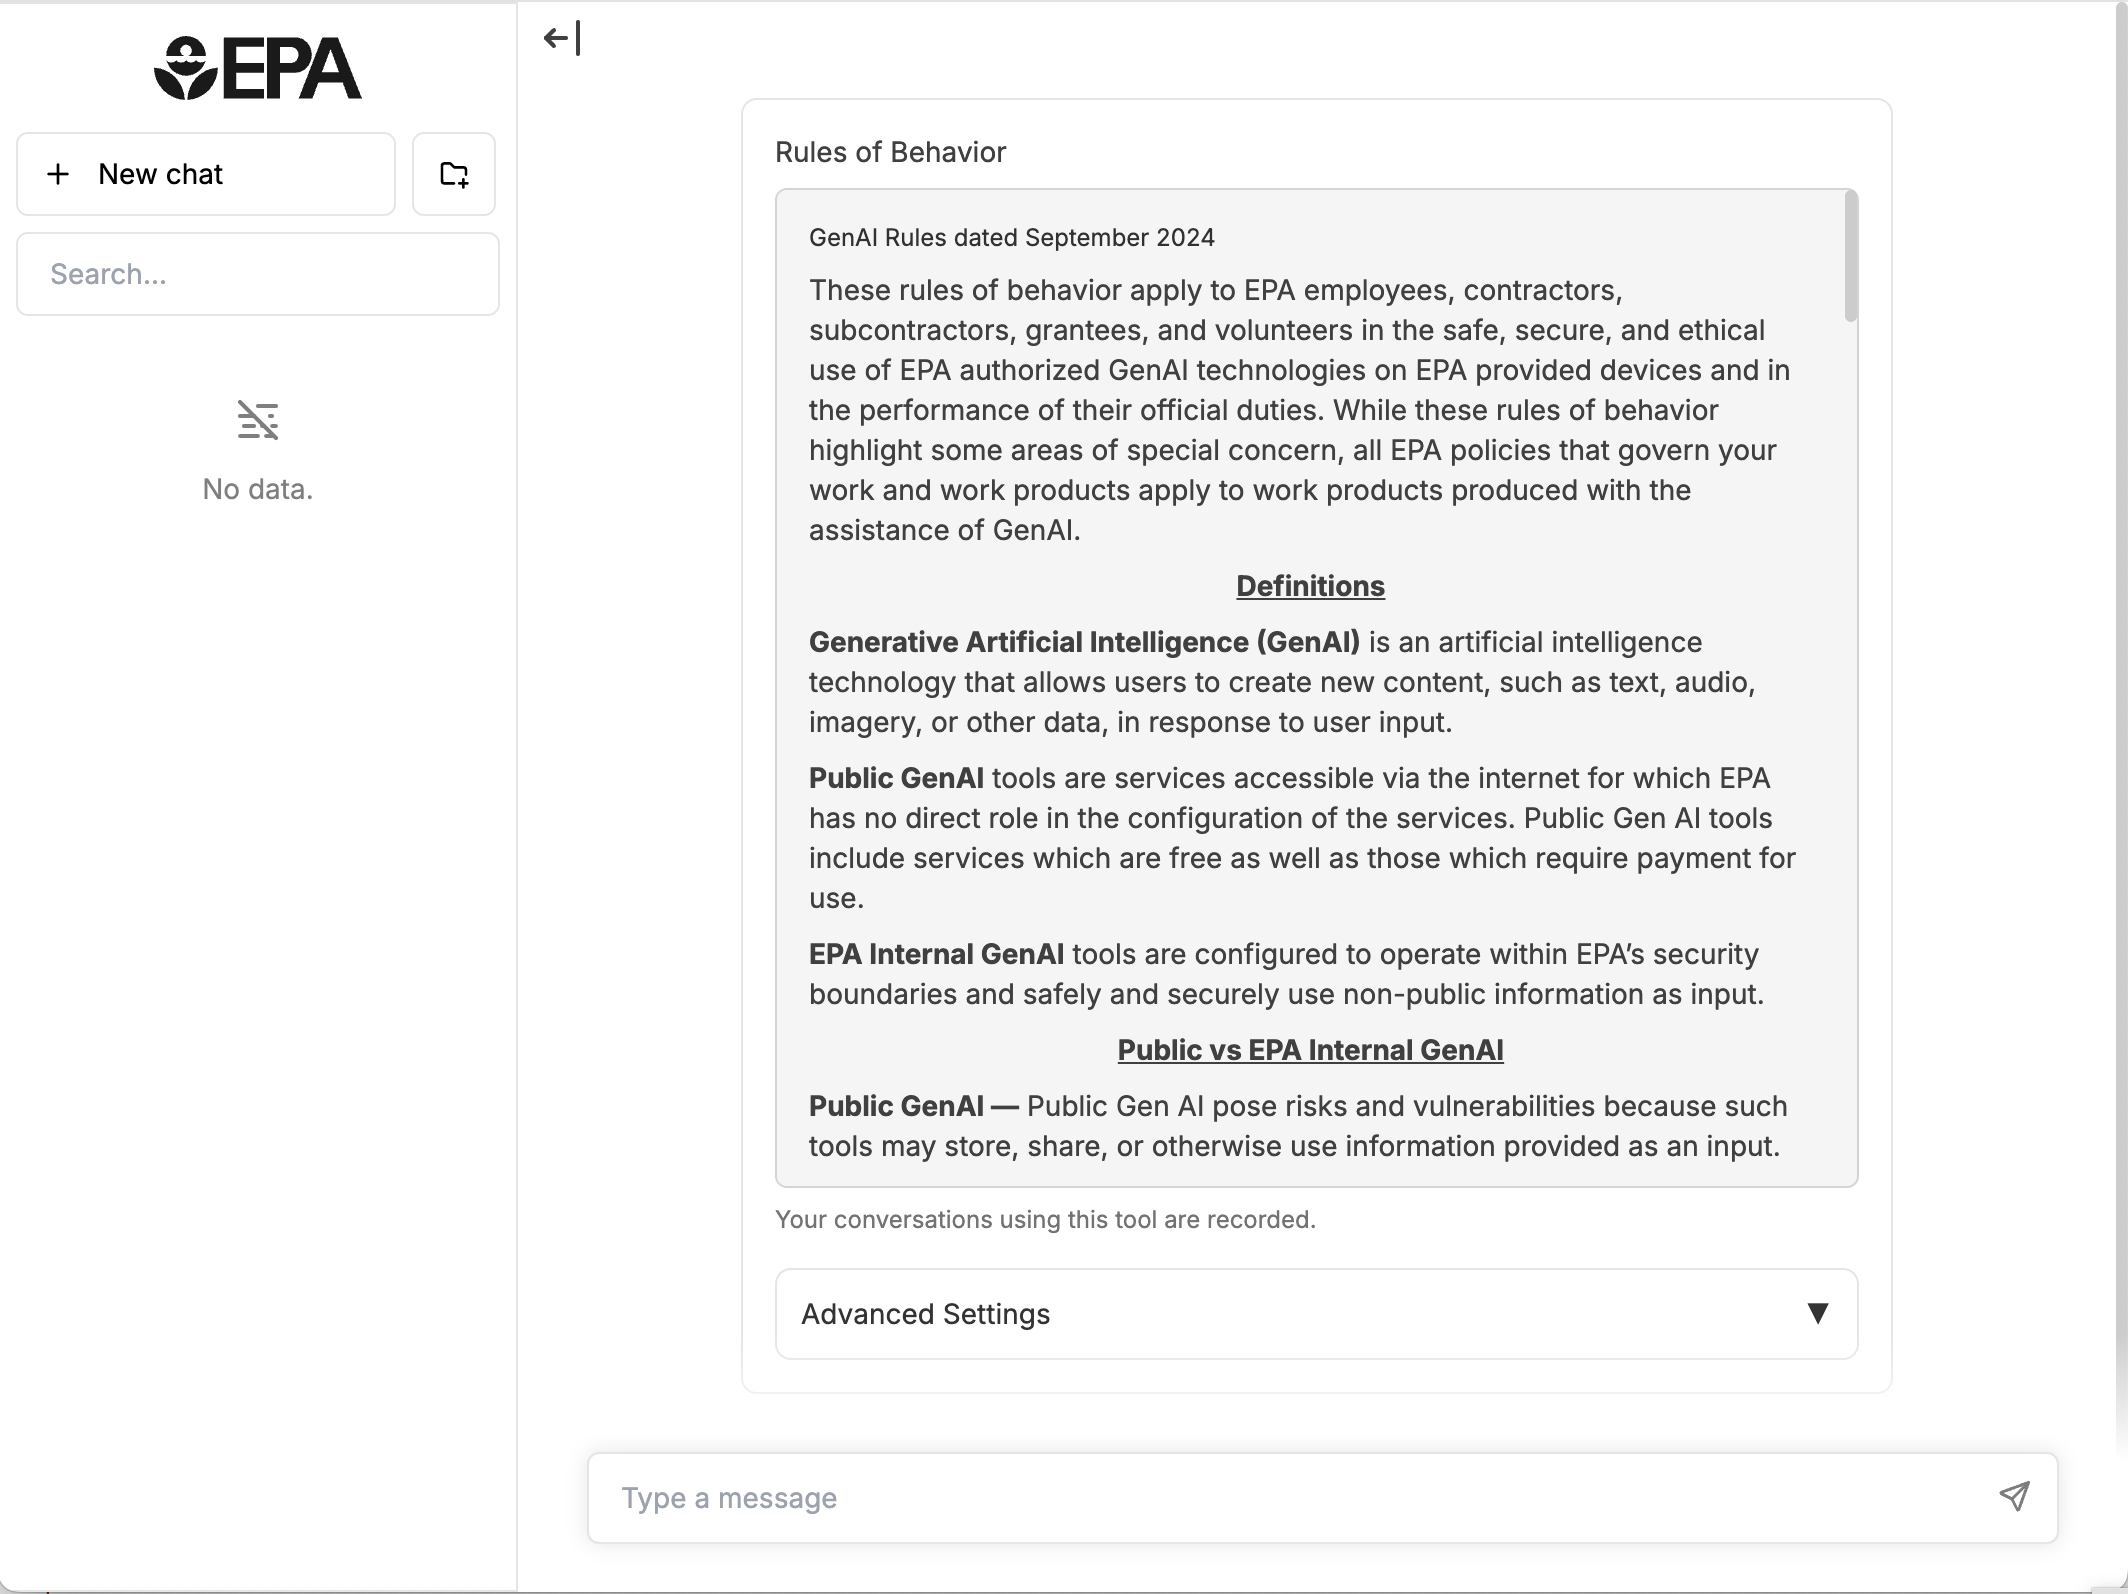 EPA
New chat
Search...
No data.
Rules of Behavior
GenAI Rules dated September 2024
These rules of behavior apply to EPA employees, contractors,
subcontractors, grantees, and volunteers in the safe, secure, and ethical
use of EPA authorized GenAI technologies on EPA provided devices and in
the performance of their official duties. While these rules of behavior
highlight some areas of special concern, all EPA policies that govern your
work and work products apply to work products produced with the
assistance of GenAI.
Definitions
Generative Artificial Intelligence (GenAI) is an artificial intelligence
technology that allows users to create new content, such as text, audio,
imagery, or other data, in response to user input.
Public GenAI tools are services accessible via the internet for which EPA
has no direct role in the configuration of the services. Public Gen AI tools
include services which are free as well as those which require payment for
use.
EPA Internal GenAI tools are configured to operate within EPA’s security
boundaries and safely and securely use non-public information as input.
Public vs EPA Internal GenAI
Public GenAI — Public Gen AI pose risks and vulnerabilities because such
tools may store, share, or otherwise use information provided as an input.
Your conversations using this tool are recorded.
Advanced Settings
Type a message